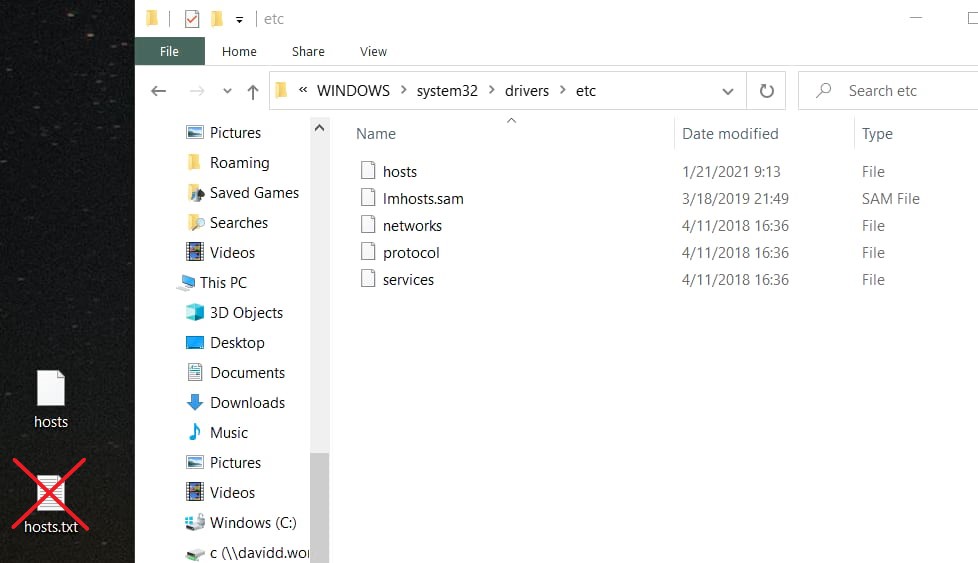 etc
File Home Share View
« WINDOWS > system32 > drivers > etc
Search etc
Pictures
Roaming
Saved Games
Searches
Videos
This PC
3D Objects
Desktop
Documents
Downloads
Music
Pictures
Videos
Windows (C:)
c (\\davidd.wor
Name Date modified Type
hosts 1/21/2021 9:13 File
lmhosts.sam 3/18/2019 21:49 SAM File
networks 4/11/2018 16:36 File
protocol 4/11/2018 16:36 File
services 4/11/2018 16:36 File
hosts
hosts.txt